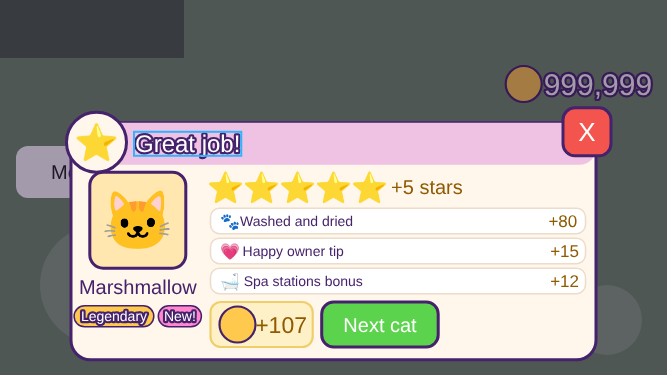 999,999
Great job!
X
+5 stars
Washed and dried +80
Happy owner tip +15
Spa stations bonus +12
Marshmallow
Legendary New!
+107
Next cat